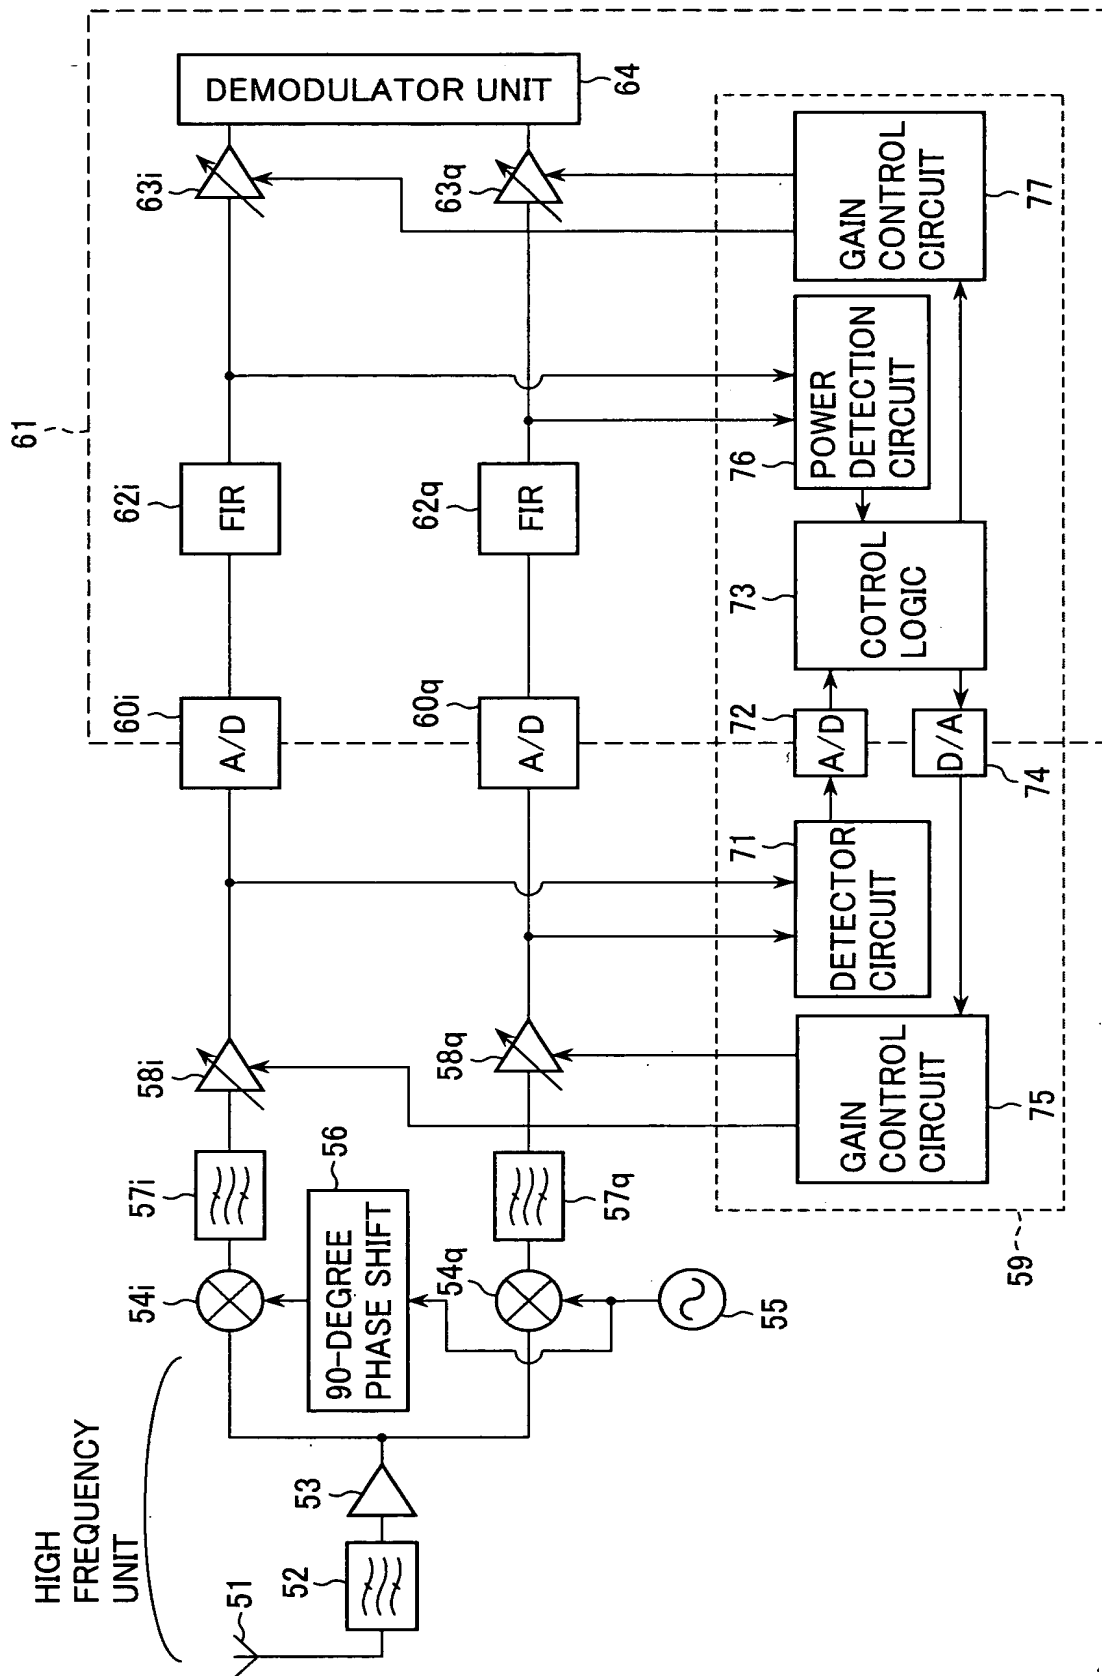 HIGH
FREQUENCY
UNIT
51
52
53
54i
90-DEGREE
PHASE SHIFT
56
54q
55
57i
57q
58i
58q
60i
A/D
60q
A/D
61
62i
FIR
62q
FIR
63i
63q
DEMODULATOR UNIT
64
59
GAIN
CONTROL
CIRCUIT
75
DETECTOR
CIRCUIT
71
72
A/D
D/A
74
73
COTROL
LOGIC
76
POWER
DETECTION
CIRCUIT
GAIN
CONTROL
CIRCUIT
77